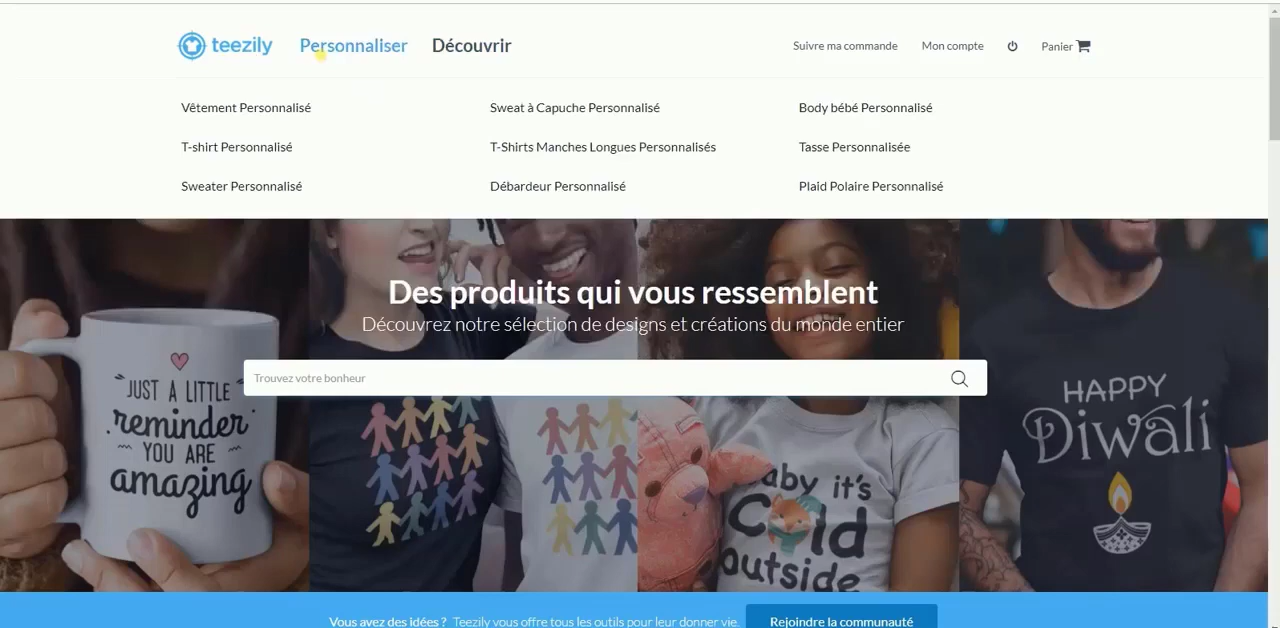 teezily
Personnaliser
Découvrir
Suivre ma commande
Mon compte
Panier
Vêtement Personnalisé
Sweat à Capuche Personnalisé
Body bébé Personnalisé
T-shirt Personnalisé
T-Shirts Manches Longues Personnalisés
Tasse Personnalisée
Sweater Personnalisé
Débardeur Personnalisé
Plaid Polaire Personnalisé
Des produits qui vous ressemblent
Découvrez notre sélection de designs et créations du monde entier
Trouvez votre bonheur
JUST A LITTLE
reminder
YOU ARE
amazing
baby it's
Cold
outside
HAPPY
Diwali
Vous avez des idées ? Teezily vous offre tous les outils pour leur donner vie.
Rejoindre la communauté